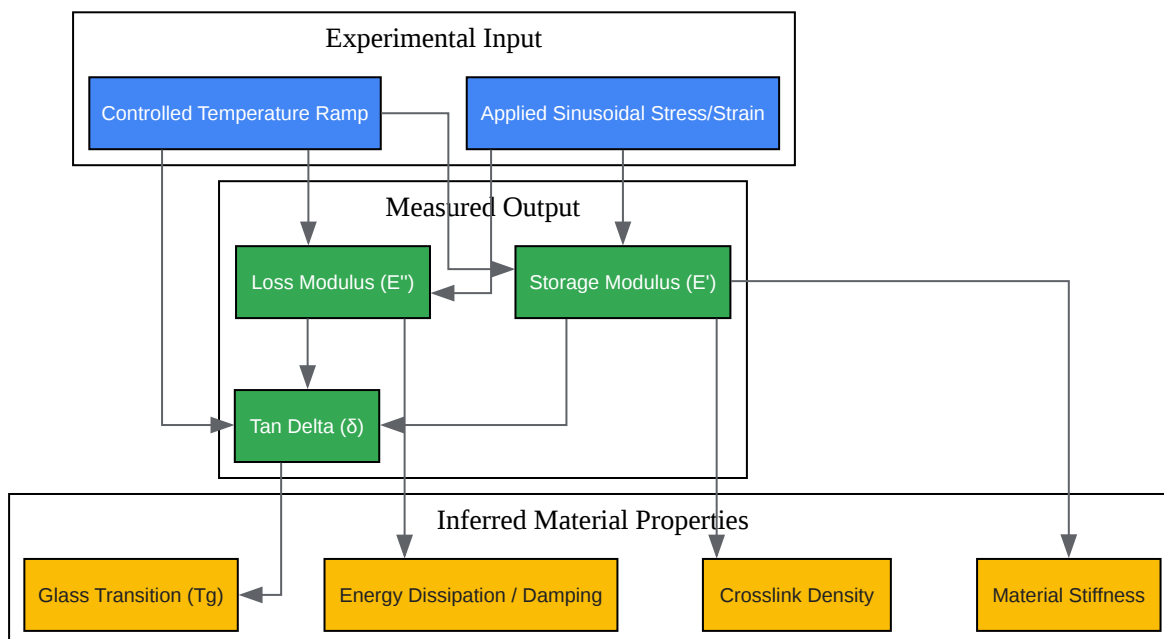 Experimental Input
Controlled Temperature Ramp
Applied Sinusoidal Stress/Strain
Measured Output
Loss Modulus (E'')
Storage Modulus (E')
Tan Delta (δ)
Inferred Material Properties
Glass Transition (Tg)
Energy Dissipation / Damping
Crosslink Density
Material Stiffness